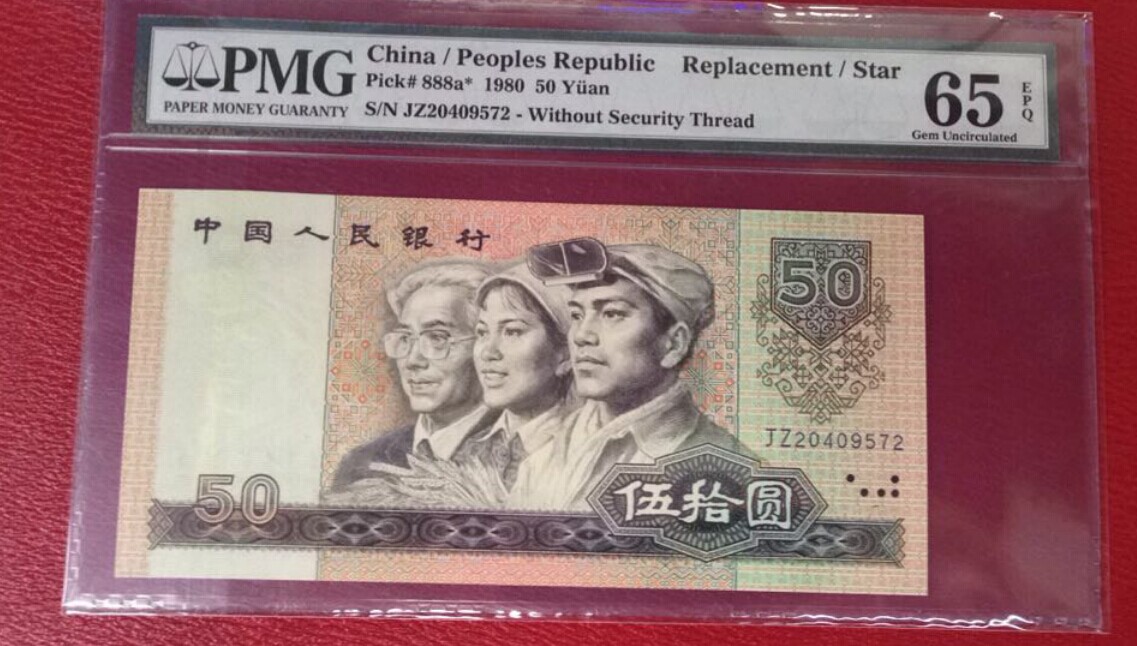 PMG
PAPER MONEY GUARANTY
China / Peoples Republic Replacement / Star
Pick# 888a* 1980 50 Yüan
S/N JZ20409572 - Without Security Thread
65
EPQ
Gem Uncirculated
中国人民银行
50
JZ20409572
50
伍拾圆